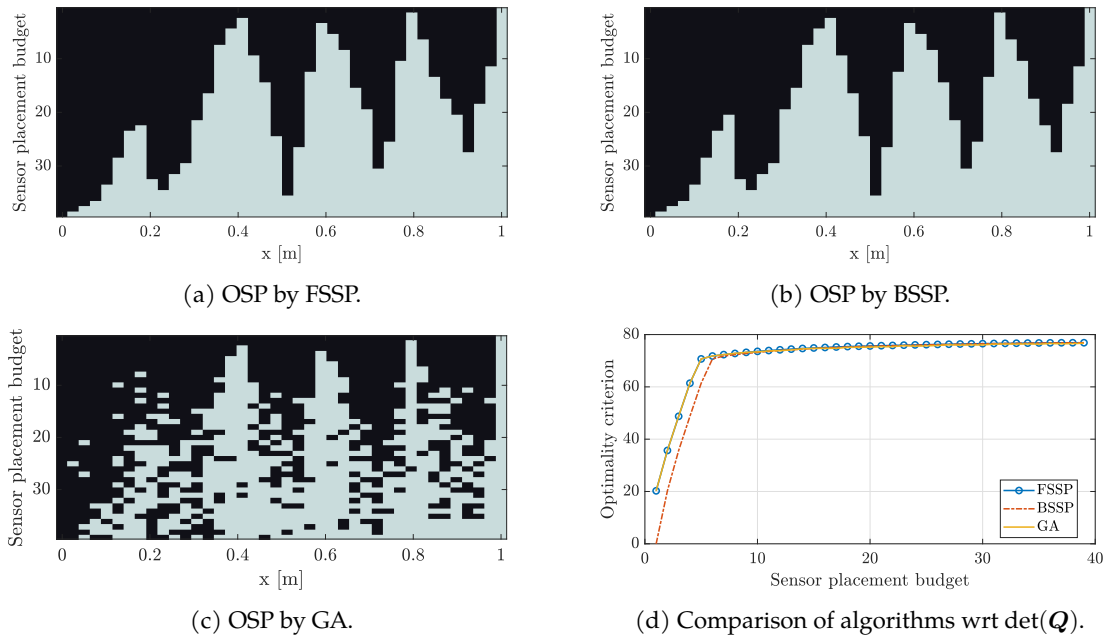 Sensor placement budget
10
20
30
0
0.2
0.4
0.6
0.8
1
x [m]
(a) OSP by FSSP.
Sensor placement budget
10
20
30
0
0.2
0.4
0.6
0.8
1
x [m]
(b) OSP by BSSP.
Sensor placement budget
10
20
30
0
0.2
0.4
0.6
0.8
1
x [m]
(c) OSP by GA.
Optimality criterion
80
60
40
20
0
0
10
20
30
40
FSSP
BSSP
GA
Sensor placement budget
(d) Comparison of algorithms wrt det(Q).